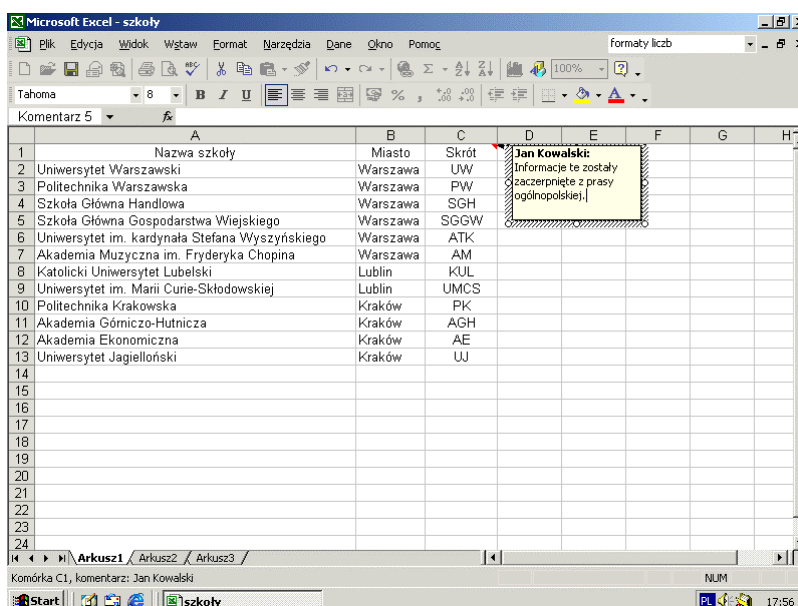 Microsoft Excel - szkoły
Plik Edycja Widok Wstaw Format Narzędzia Dane Okno Pomoc formaty liczb
100%
Tahoma 8 B I U % ,
Komentarz 5 fx
A B C D E F G H
1 Nazwa szkoły Miasto Skrót Jan Kowalski:
2 Uniwersytet Warszawski Warszawa UW Informacje te zostały
3 Politechnika Warszawska Warszawa PW zaczerpnięte z prasy
4 Szkoła Główna Handlowa Warszawa SGH ogólnopolskiej.
5 Szkoła Główna Gospodarstwa Wiejskiego Warszawa SGGW
6 Uniwersytet im. kardynała Stefana Wyszyńskiego Warszawa ATK
7 Akademia Muzyczna im. Fryderyka Chopina Warszawa AM
8 Katolicki Uniwersytet Lubelski Lublin KUL
9 Uniwersytet im. Marii Curie-Skłodowskiej Lublin UMCS
10 Politechnika Krakowska Kraków PK
11 Akademia Górniczo-Hutnicza Kraków AGH
12 Akademia Ekonomiczna Kraków AE
13 Uniwersytet Jagielloński Kraków UJ
14
15
16
17
18
19
20
21
22
23
24
Arkusz1 Arkusz2 Arkusz3
Komórka C1, komentarz: Jan Kowalski NUM
Start szkoły PL 17:56